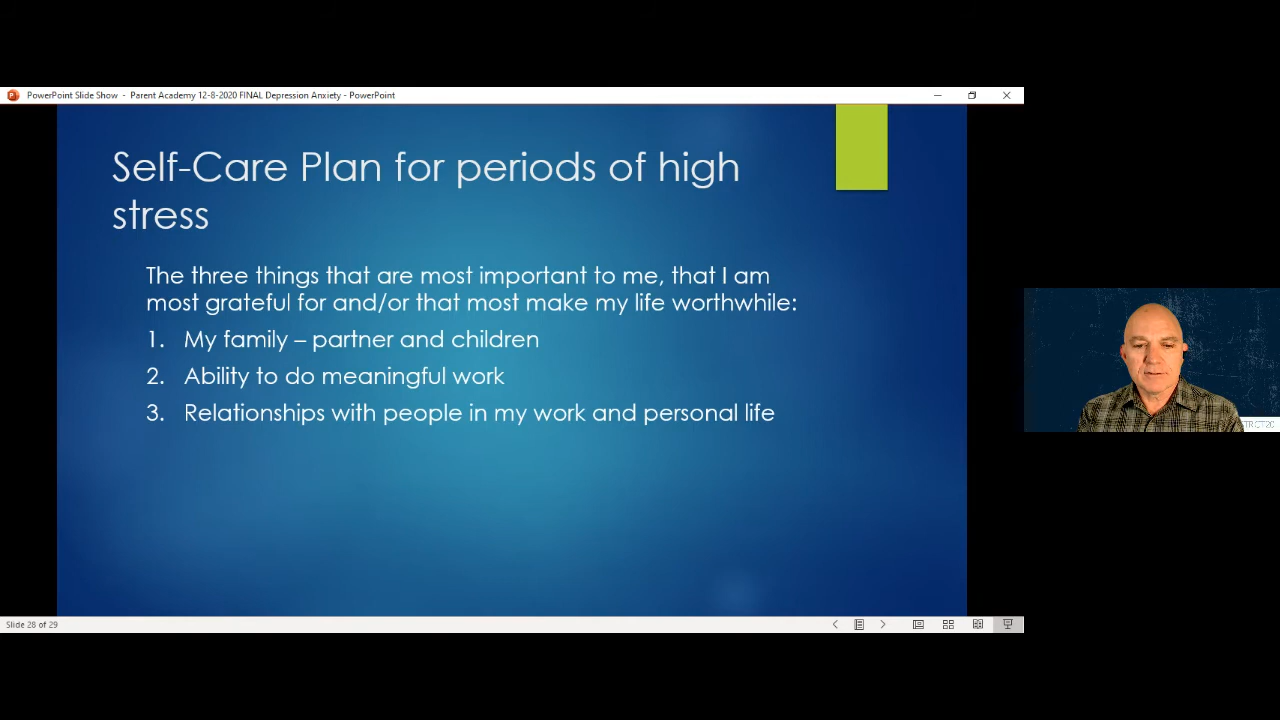 PowerPoint Slide Show - Parent Academy 12-8-2020 FINAL Depression Anxiety - PowerPoint
Self-Care Plan for periods of high
stress
The three things that are most important to me, that I am
most grateful for and/or that most make my life worthwhile:
1. My family – partner and children
2. Ability to do meaningful work
3. Relationships with people in my work and personal life
Slide 28 of 29